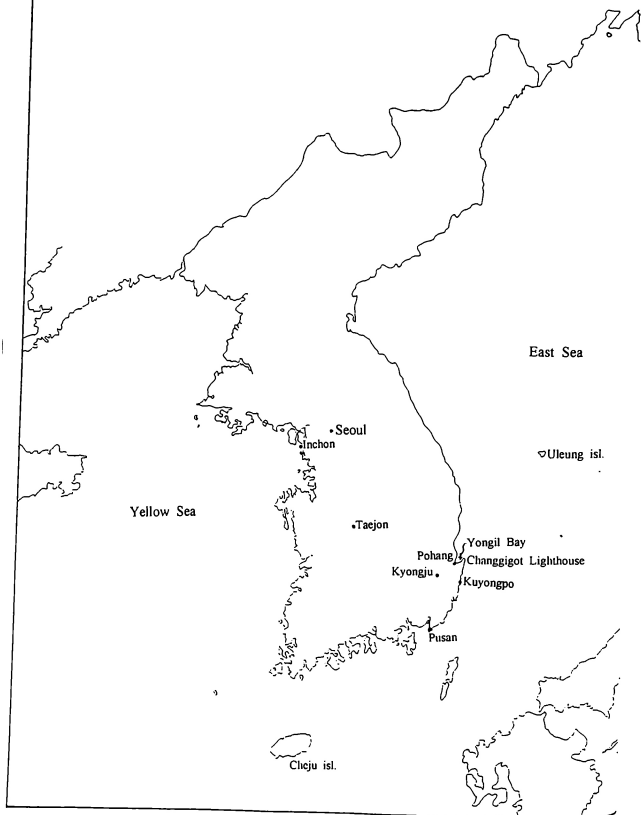 East Sea
Seoul
Inchon
Uleung isl.
Yellow Sea
Taejon
Yongil Bay
Pohang
Changgigot Lighthouse
Kyongju
Kuyongpo
Pusan
Cheju isl.